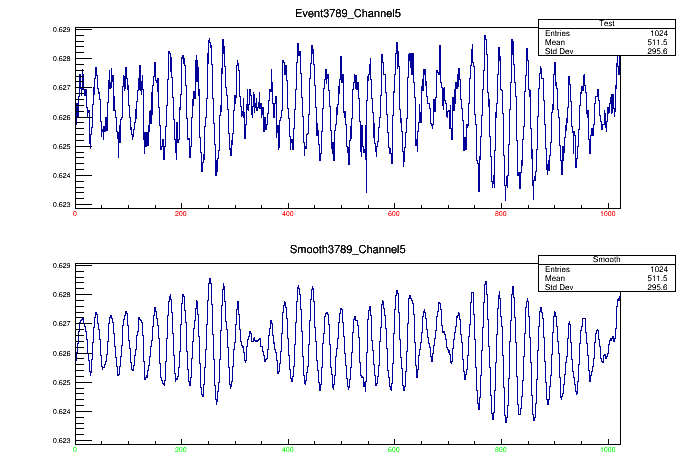 Event3789_Channel5
Test
Entries 1024
Mean 511.5
Std Dev 295.6
0.629
0.628
0.627
0.626
0.625
0.624
0.623
0 200 400 600 800 1000
Smooth3789_Channel5
Smooth
Entries 1024
Mean 511.5
Std Dev 295.6
0.629
0.628
0.627
0.626
0.625
0.624
0.623
0 200 400 600 800 1000